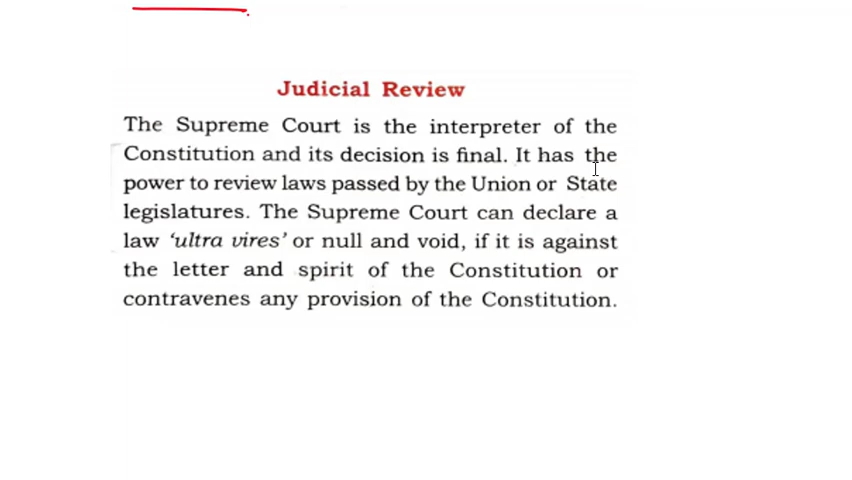 Judicial Review
The Supreme Court is the interpreter of the
Constitution and its decision is final. It has the
power to review laws passed by the Union or State
legislatures. The Supreme Court can declare a
law ‘ultra vires’ or null and void, if it is against
the letter and spirit of the Constitution or
contravenes any provision of the Constitution.